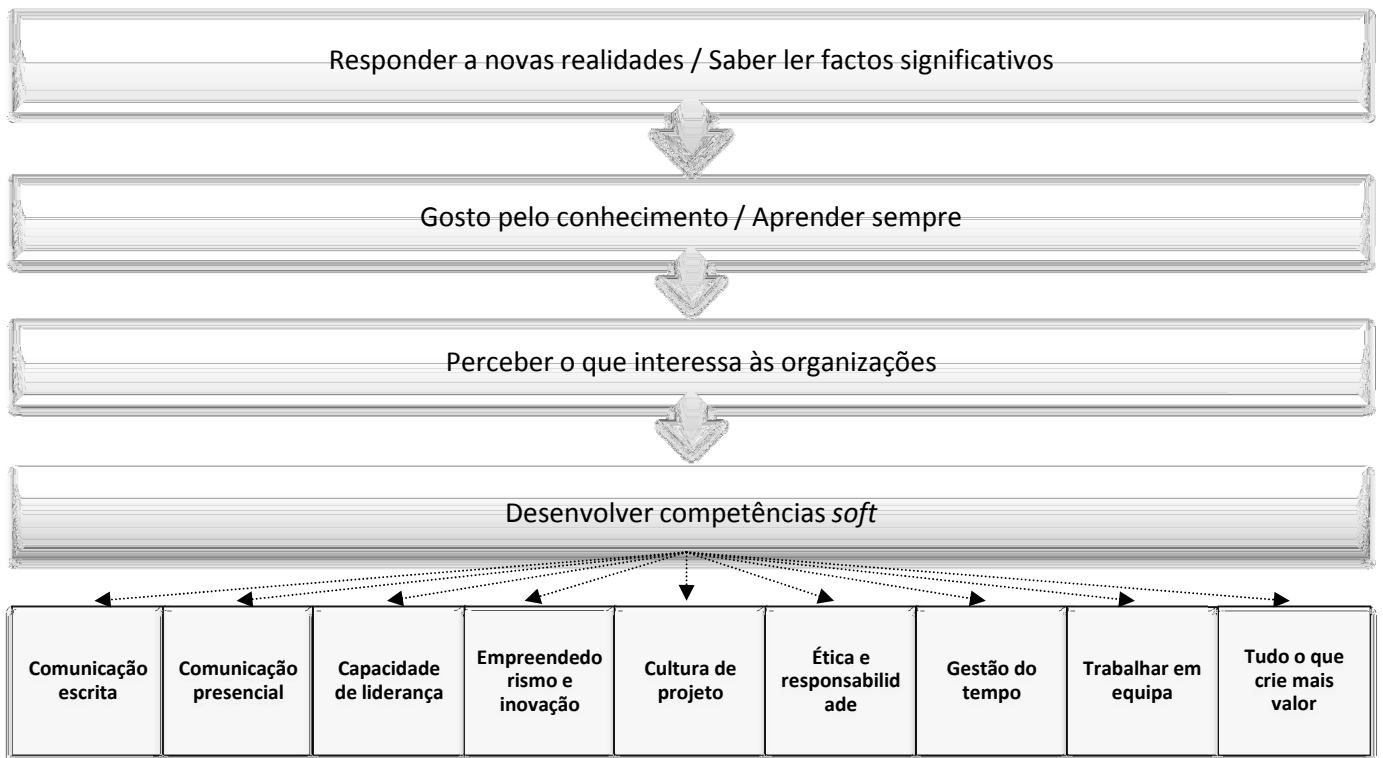 Responder a novas realidades / Saber ler factos significativos
Gosto pelo conhecimento / Aprender sempre
Perceber o que interessa às organizações
Desenvolver competências soft
Comunicação
escrita
Comunicação
presencial
Capacidade
de liderança
Empreendedo
rismo e
inovação
Cultura de
projeto
Ética e
responsabilid
ade
Gestão do
tempo
Trabalhar em
equipa
Tudo o que
crie mais
valor